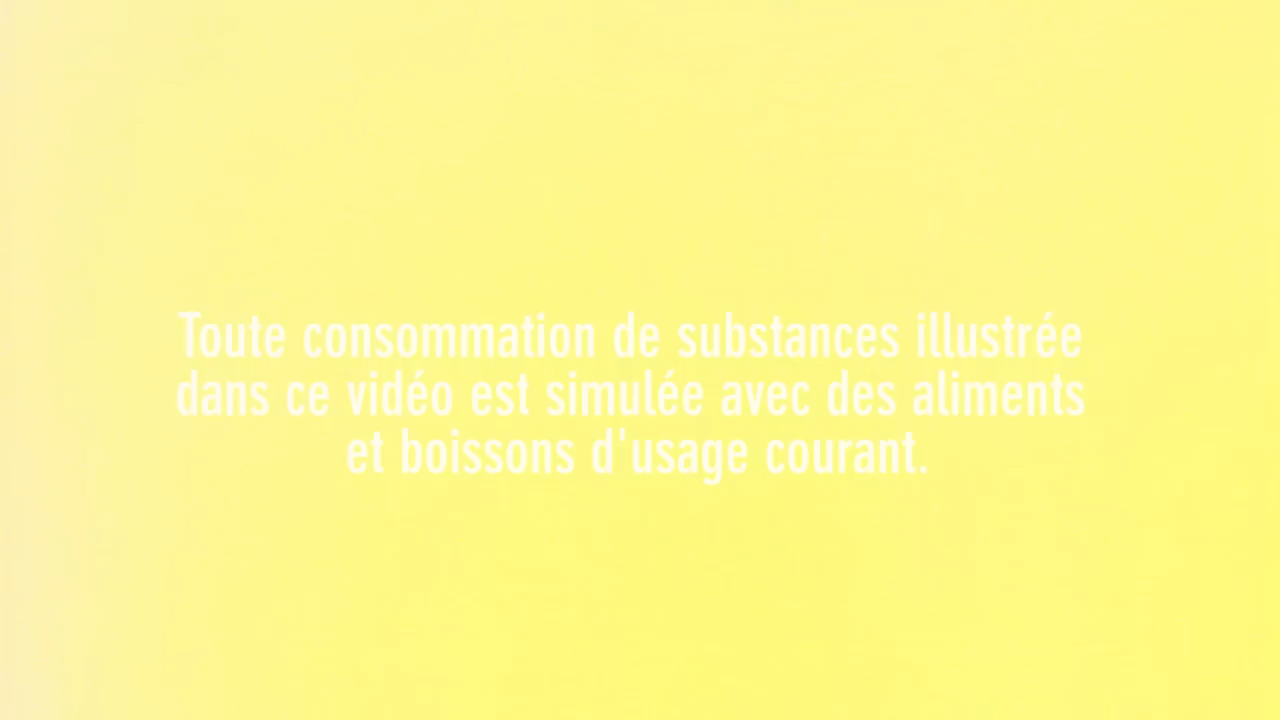 Toute consommation de substances illustrée
dans ce vidéo est simulée avec des aliments
et boissons d'usage courant.